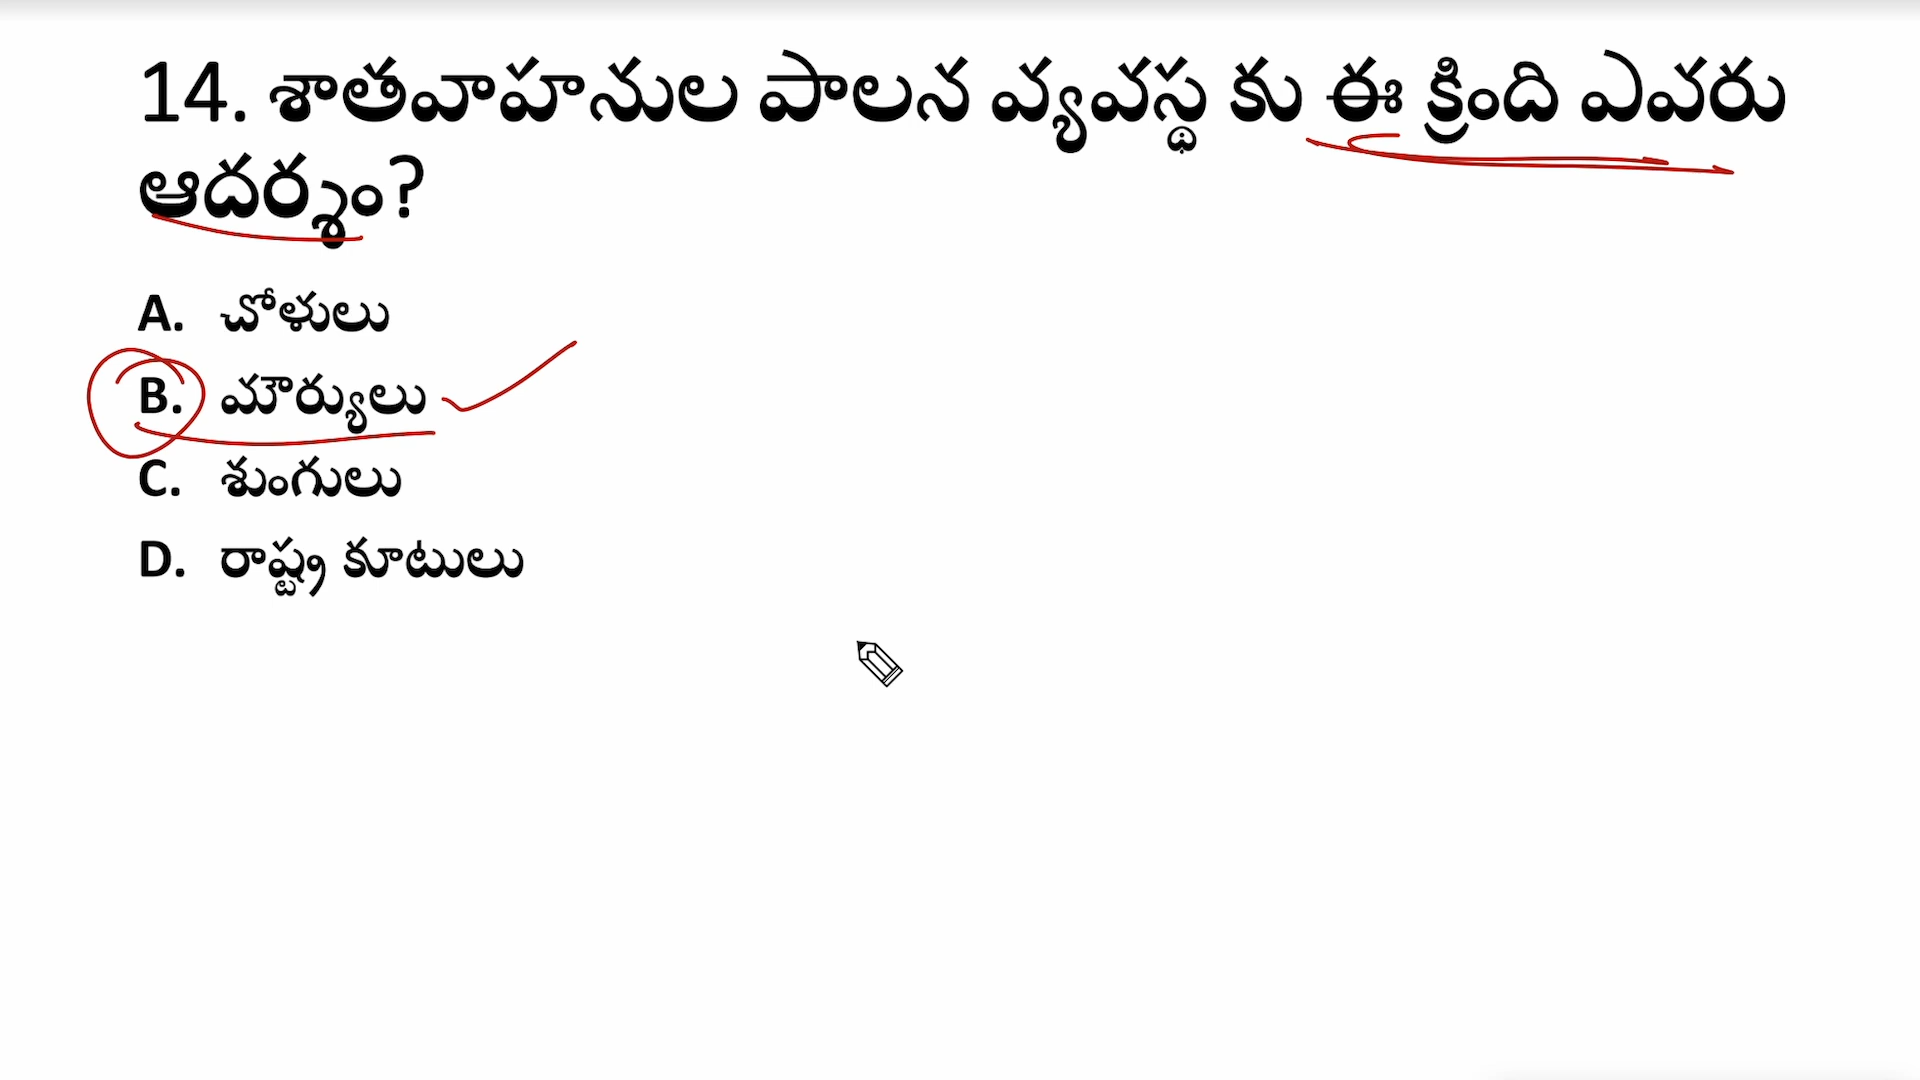 14. శాతవాహనుల పాలన వ్యవస్థ కు ఈ క్రింది ఎవరు
ఆదర్శం?
A. చోళులు
B. మౌర్యులు
C. శుంగులు
D. రాష్ట్ర కూటులు